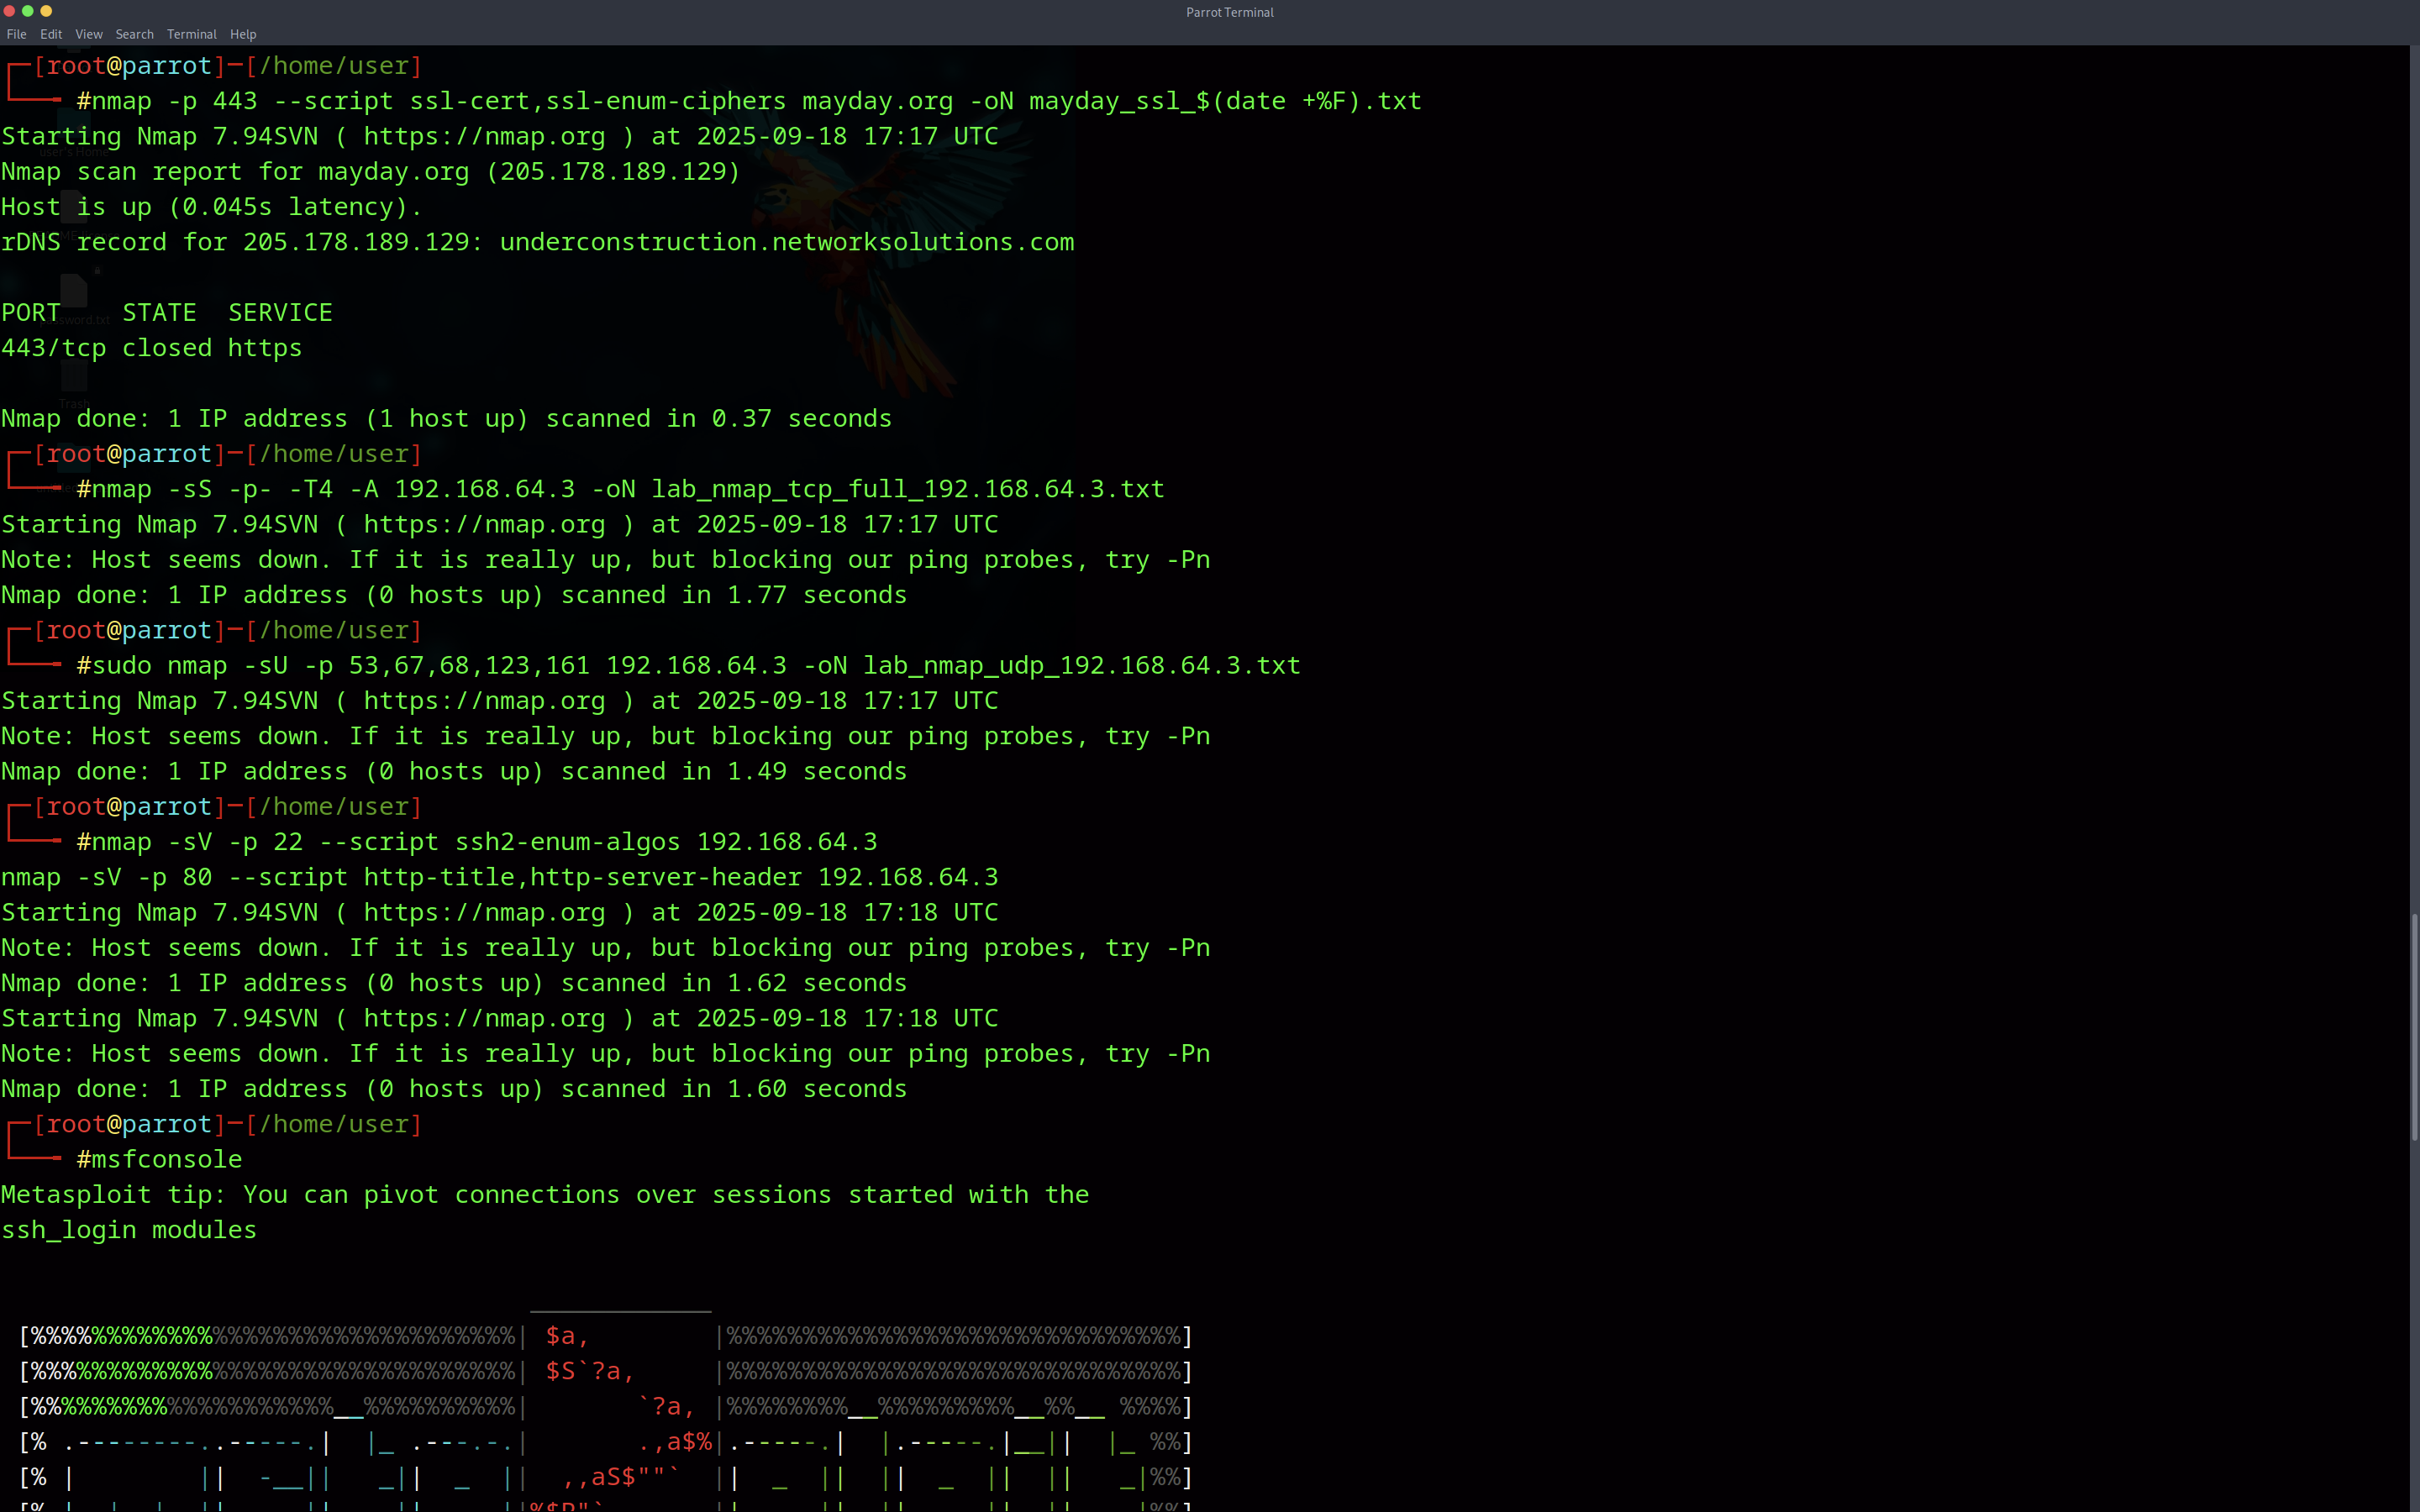 Parrot Terminal
File Edit View Search Terminal Help
┌─[root@parrot]─[/home/user]
└──╼ #nmap -p 443 --script ssl-cert,ssl-enum-ciphers mayday.org -oN mayday_ssl_$(date +%F).txt
Starting Nmap 7.94SVN ( https://nmap.org ) at 2025-09-18 17:17 UTC
Nmap scan report for mayday.org (205.178.189.129)
Host is up (0.045s latency).
rDNS record for 205.178.189.129: underconstruction.networksolutions.com
PORT    STATE  SERVICE
443/tcp closed https
Nmap done: 1 IP address (1 host up) scanned in 0.37 seconds
┌─[root@parrot]─[/home/user]
└──╼ #nmap -sS -p- -T4 -A 192.168.64.3 -oN lab_nmap_tcp_full_192.168.64.3.txt
Starting Nmap 7.94SVN ( https://nmap.org ) at 2025-09-18 17:17 UTC
Note: Host seems down. If it is really up, but blocking our ping probes, try -Pn
Nmap done: 1 IP address (0 hosts up) scanned in 1.77 seconds
┌─[root@parrot]─[/home/user]
└──╼ #sudo nmap -sU -p 53,67,68,123,161 192.168.64.3 -oN lab_nmap_udp_192.168.64.3.txt
Starting Nmap 7.94SVN ( https://nmap.org ) at 2025-09-18 17:17 UTC
Note: Host seems down. If it is really up, but blocking our ping probes, try -Pn
Nmap done: 1 IP address (0 hosts up) scanned in 1.49 seconds
┌─[root@parrot]─[/home/user]
└──╼ #nmap -sV -p 22 --script ssh2-enum-algos 192.168.64.3
nmap -sV -p 80 --script http-title,http-server-header 192.168.64.3
Starting Nmap 7.94SVN ( https://nmap.org ) at 2025-09-18 17:18 UTC
Note: Host seems down. If it is really up, but blocking our ping probes, try -Pn
Nmap done: 1 IP address (0 hosts up) scanned in 1.62 seconds
Starting Nmap 7.94SVN ( https://nmap.org ) at 2025-09-18 17:18 UTC
Note: Host seems down. If it is really up, but blocking our ping probes, try -Pn
Nmap done: 1 IP address (0 hosts up) scanned in 1.60 seconds
┌─[root@parrot]─[/home/user]
└──╼ #msfconsole
Metasploit tip: You can pivot connections over sessions started with the
ssh_login modules